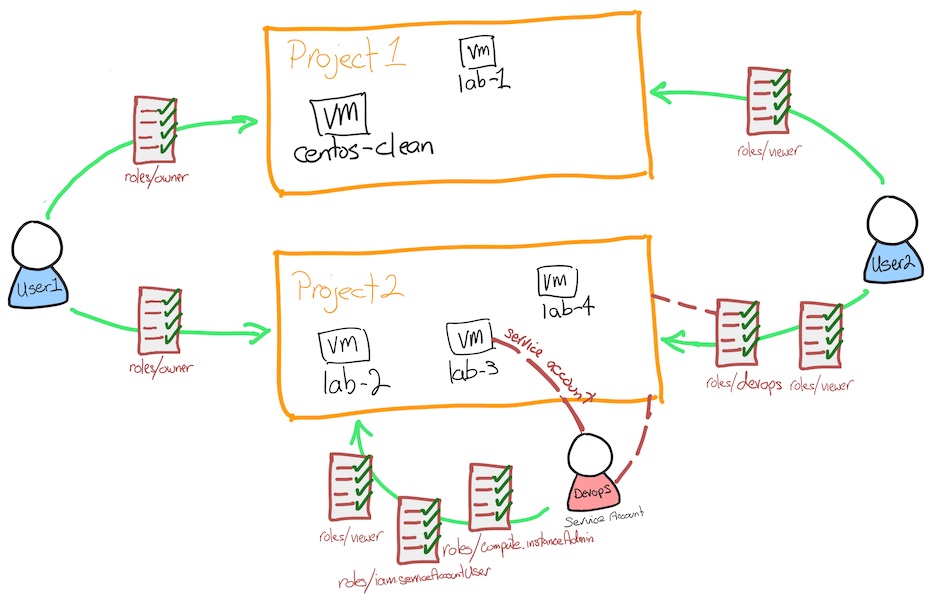 Project 1
vm
lab-1
vm
centos-clean
roles/owner
roles/viewer
User1
User2
Project 2
vm
lab-4
vm
lab-2
vm
lab-3
service account
roles/owner
roles/devops
roles/viewer
Devops
Service Account
roles/viewer
roles/iam.serviceAccountUser
roles/compute.instanceAdmin